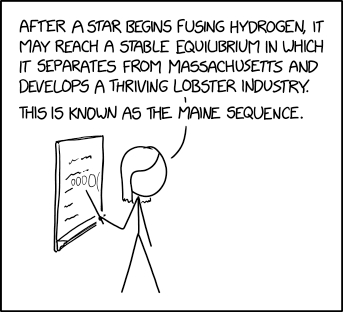 AFTER A STAR BEGINS FUSING HYDROGEN, IT
MAY REACH A STABLE EQUILIBRIUM IN WHICH
IT SEPARATES FROM MASSACHUSETTS AND
DEVELOPS A THRIVING LOBSTER INDUSTRY.
THIS IS KNOWN AS THE MAINE SEQUENCE.